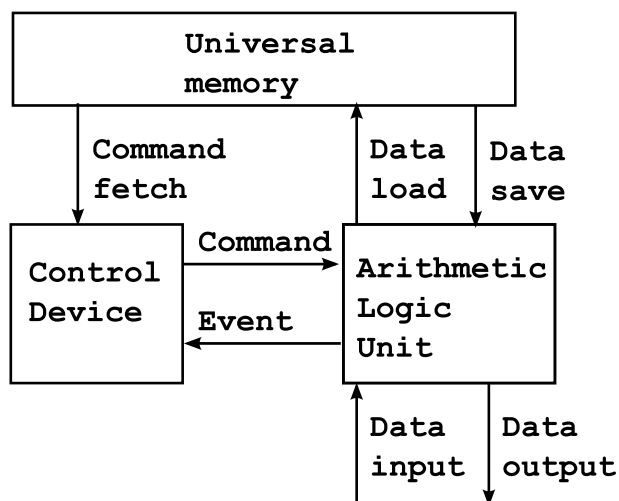 Universal
memory
Command
fetch
Data
load
Data
save
Control
Device
Command
Event
Arithmetic
Logic
Unit
Data
input
Data
output